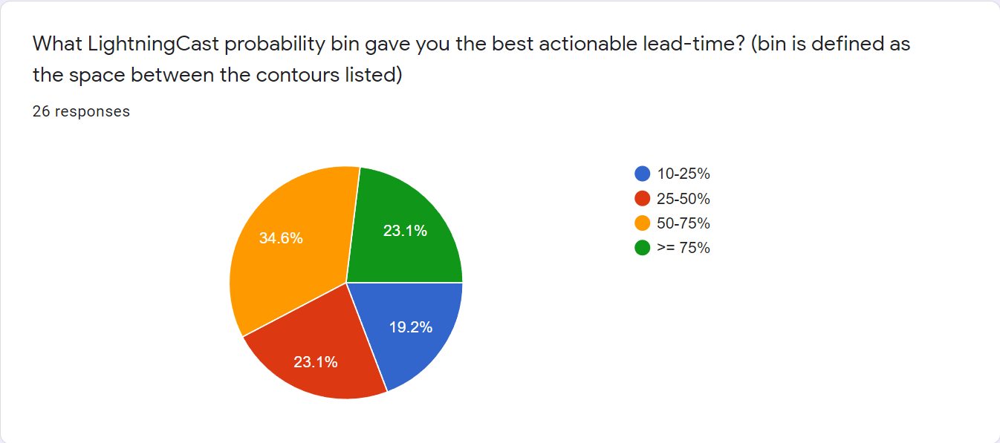 What LightningCast probability bin gave you the best actionable lead-time? (bin is defined as
the space between the contours listed)
26 responses
34.6%
23.1%
19.2%
23.1%
10-25%
25-50%
50-75%
>= 75%